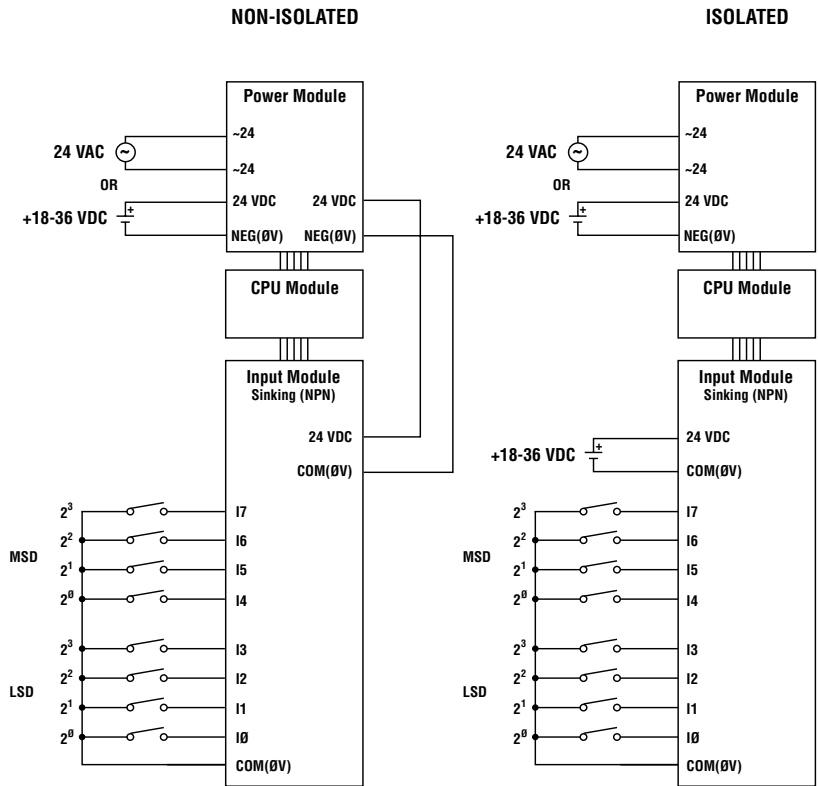 NON-ISOLATED
Power Module
~24
24 VAC
~24
OR
24 VDC 24 VDC
+18-36 VDC
+
NEG(ØV) NEG(ØV)
CPU Module
Input Module
Sinking (NPN)
24 VDC
COM(ØV)
2³ I7
2² I6
MSD
2¹ I5
2^Ø I4
2³ I3
2² I2
LSD
2¹ I1
2^Ø IØ
COM(ØV)
ISOLATED
Power Module
~24
24 VAC
~24
OR
24 VDC
+18-36 VDC
+
NEG(ØV)
CPU Module
Input Module
Sinking (NPN)
24 VDC
+18-36 VDC
+
COM(ØV)
2³ I7
2² I6
MSD
2¹ I5
2^Ø I4
2³ I3
2² I2
LSD
2¹ I1
2^Ø IØ
COM(ØV)